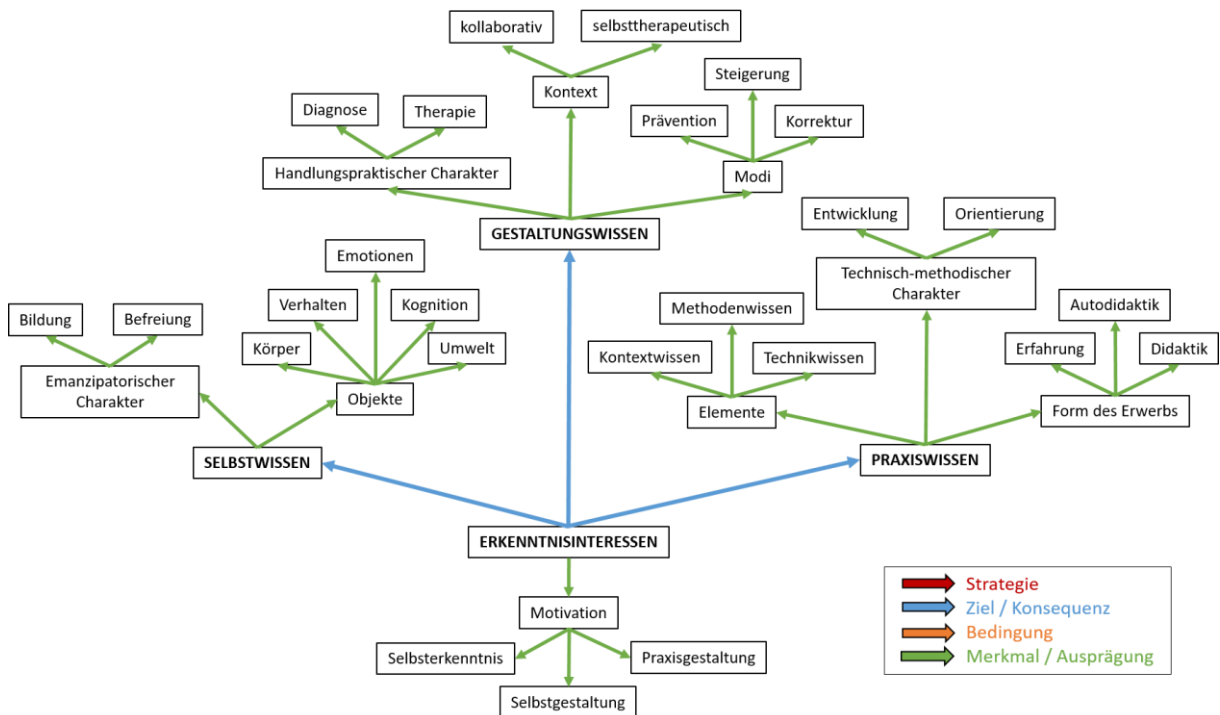 kollaborativ
selbsttherapeutisch
Kontext
Steigerung
Diagnose
Therapie
Prävention
Korrektur
Handlungspraktischer Charakter
Modi
GESTALTUNGSWISSEN
Entwicklung
Orientierung
Emotionen
Technisch-methodischer
Charakter
Verhalten
Kognition
Methodenwissen
Autodidaktik
Bildung
Befreiung
Körper
Umwelt
Kontextwissen
Technikwissen
Erfahrung
Didaktik
Emanzipatorischer
Charakter
Objekte
Elemente
Form des Erwerbs
SELBSTWISSEN
PRAXISWISSEN
ERKENNTNISINTERESSEN
Motivation
Selbsterkenntnis
Praxisgestaltung
Selbstgestaltung
Strategie
Ziel / Konsequenz
Bedingung
Merkmal / Ausprägung